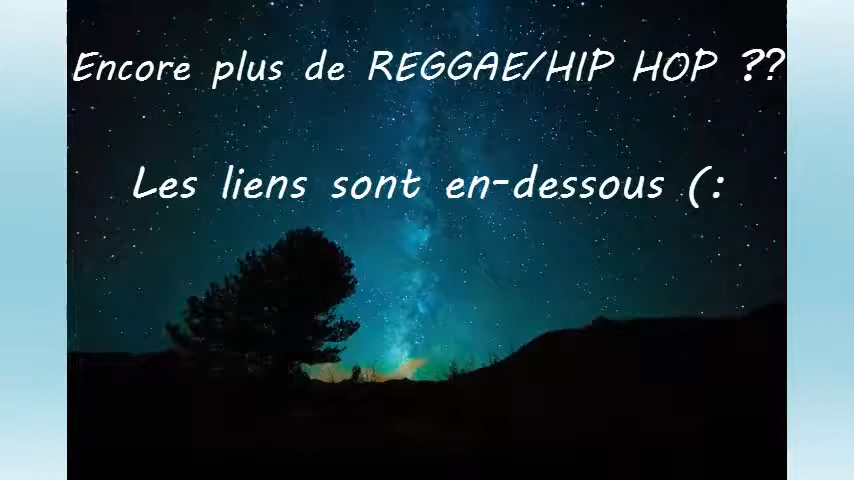 Encore plus de REGGAE/HIP HOP ??
Les liens sont en-dessous (: